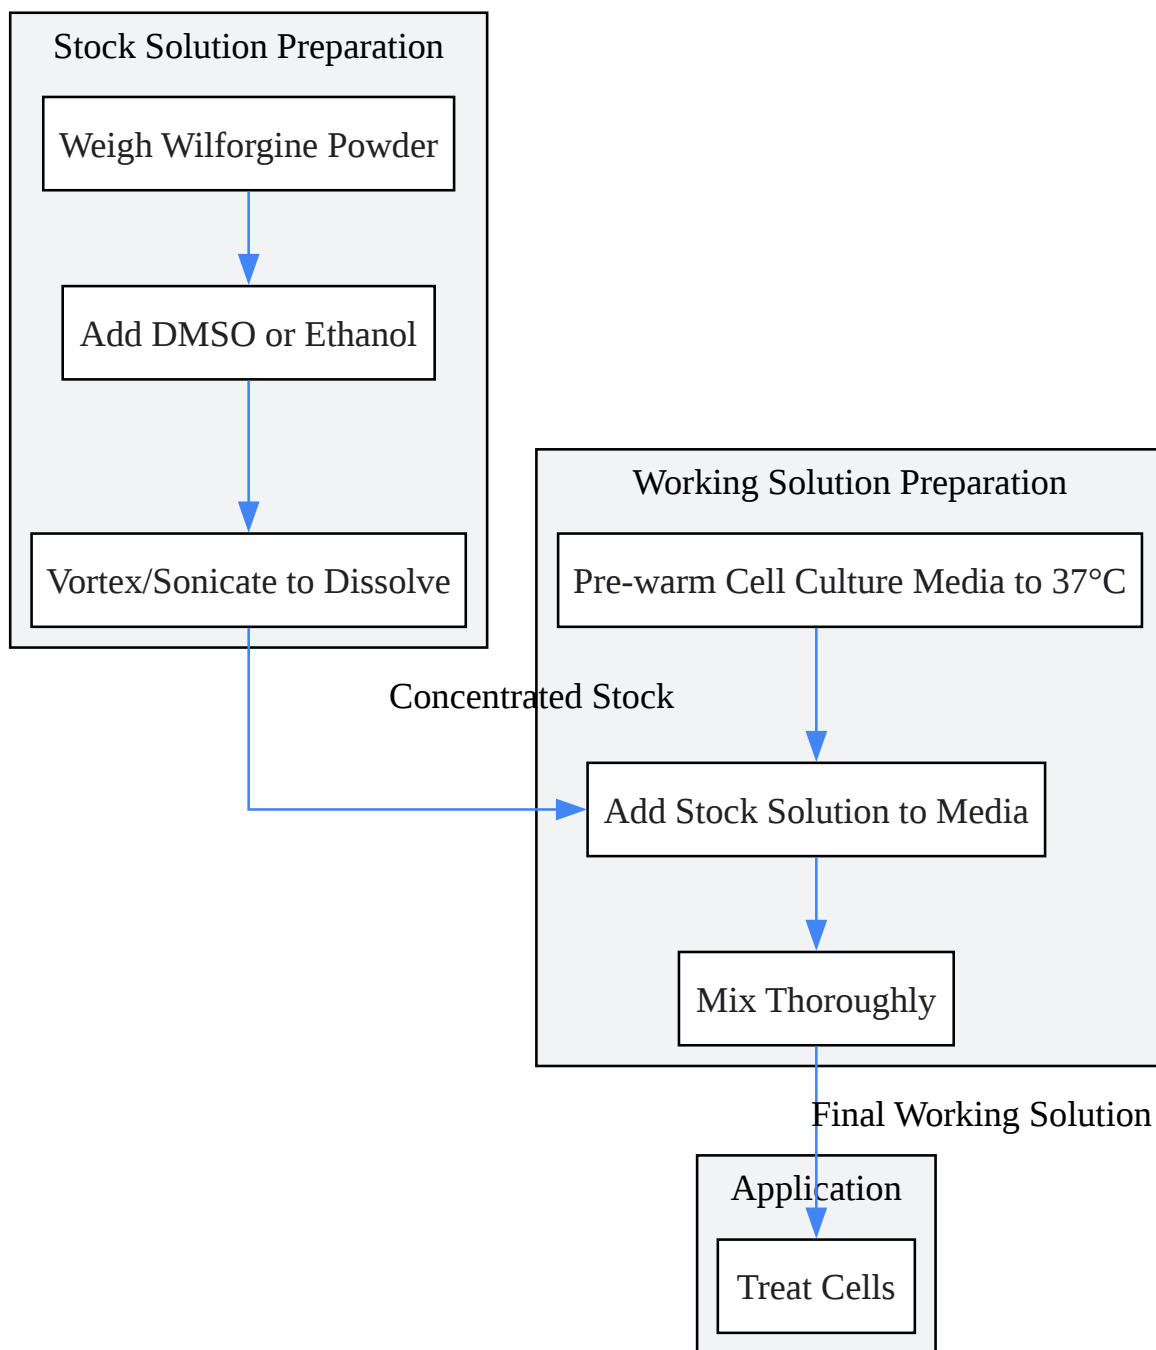 Stock Solution Preparation
Weigh Wilforgine Powder
Add DMSO or Ethanol
Vortex/Sonicate to Dissolve
Concentrated Stock
Working Solution Preparation
Pre-warm Cell Culture Media to 37°C
Add Stock Solution to Media
Mix Thoroughly
Final Working Solution
Application
Treat Cells